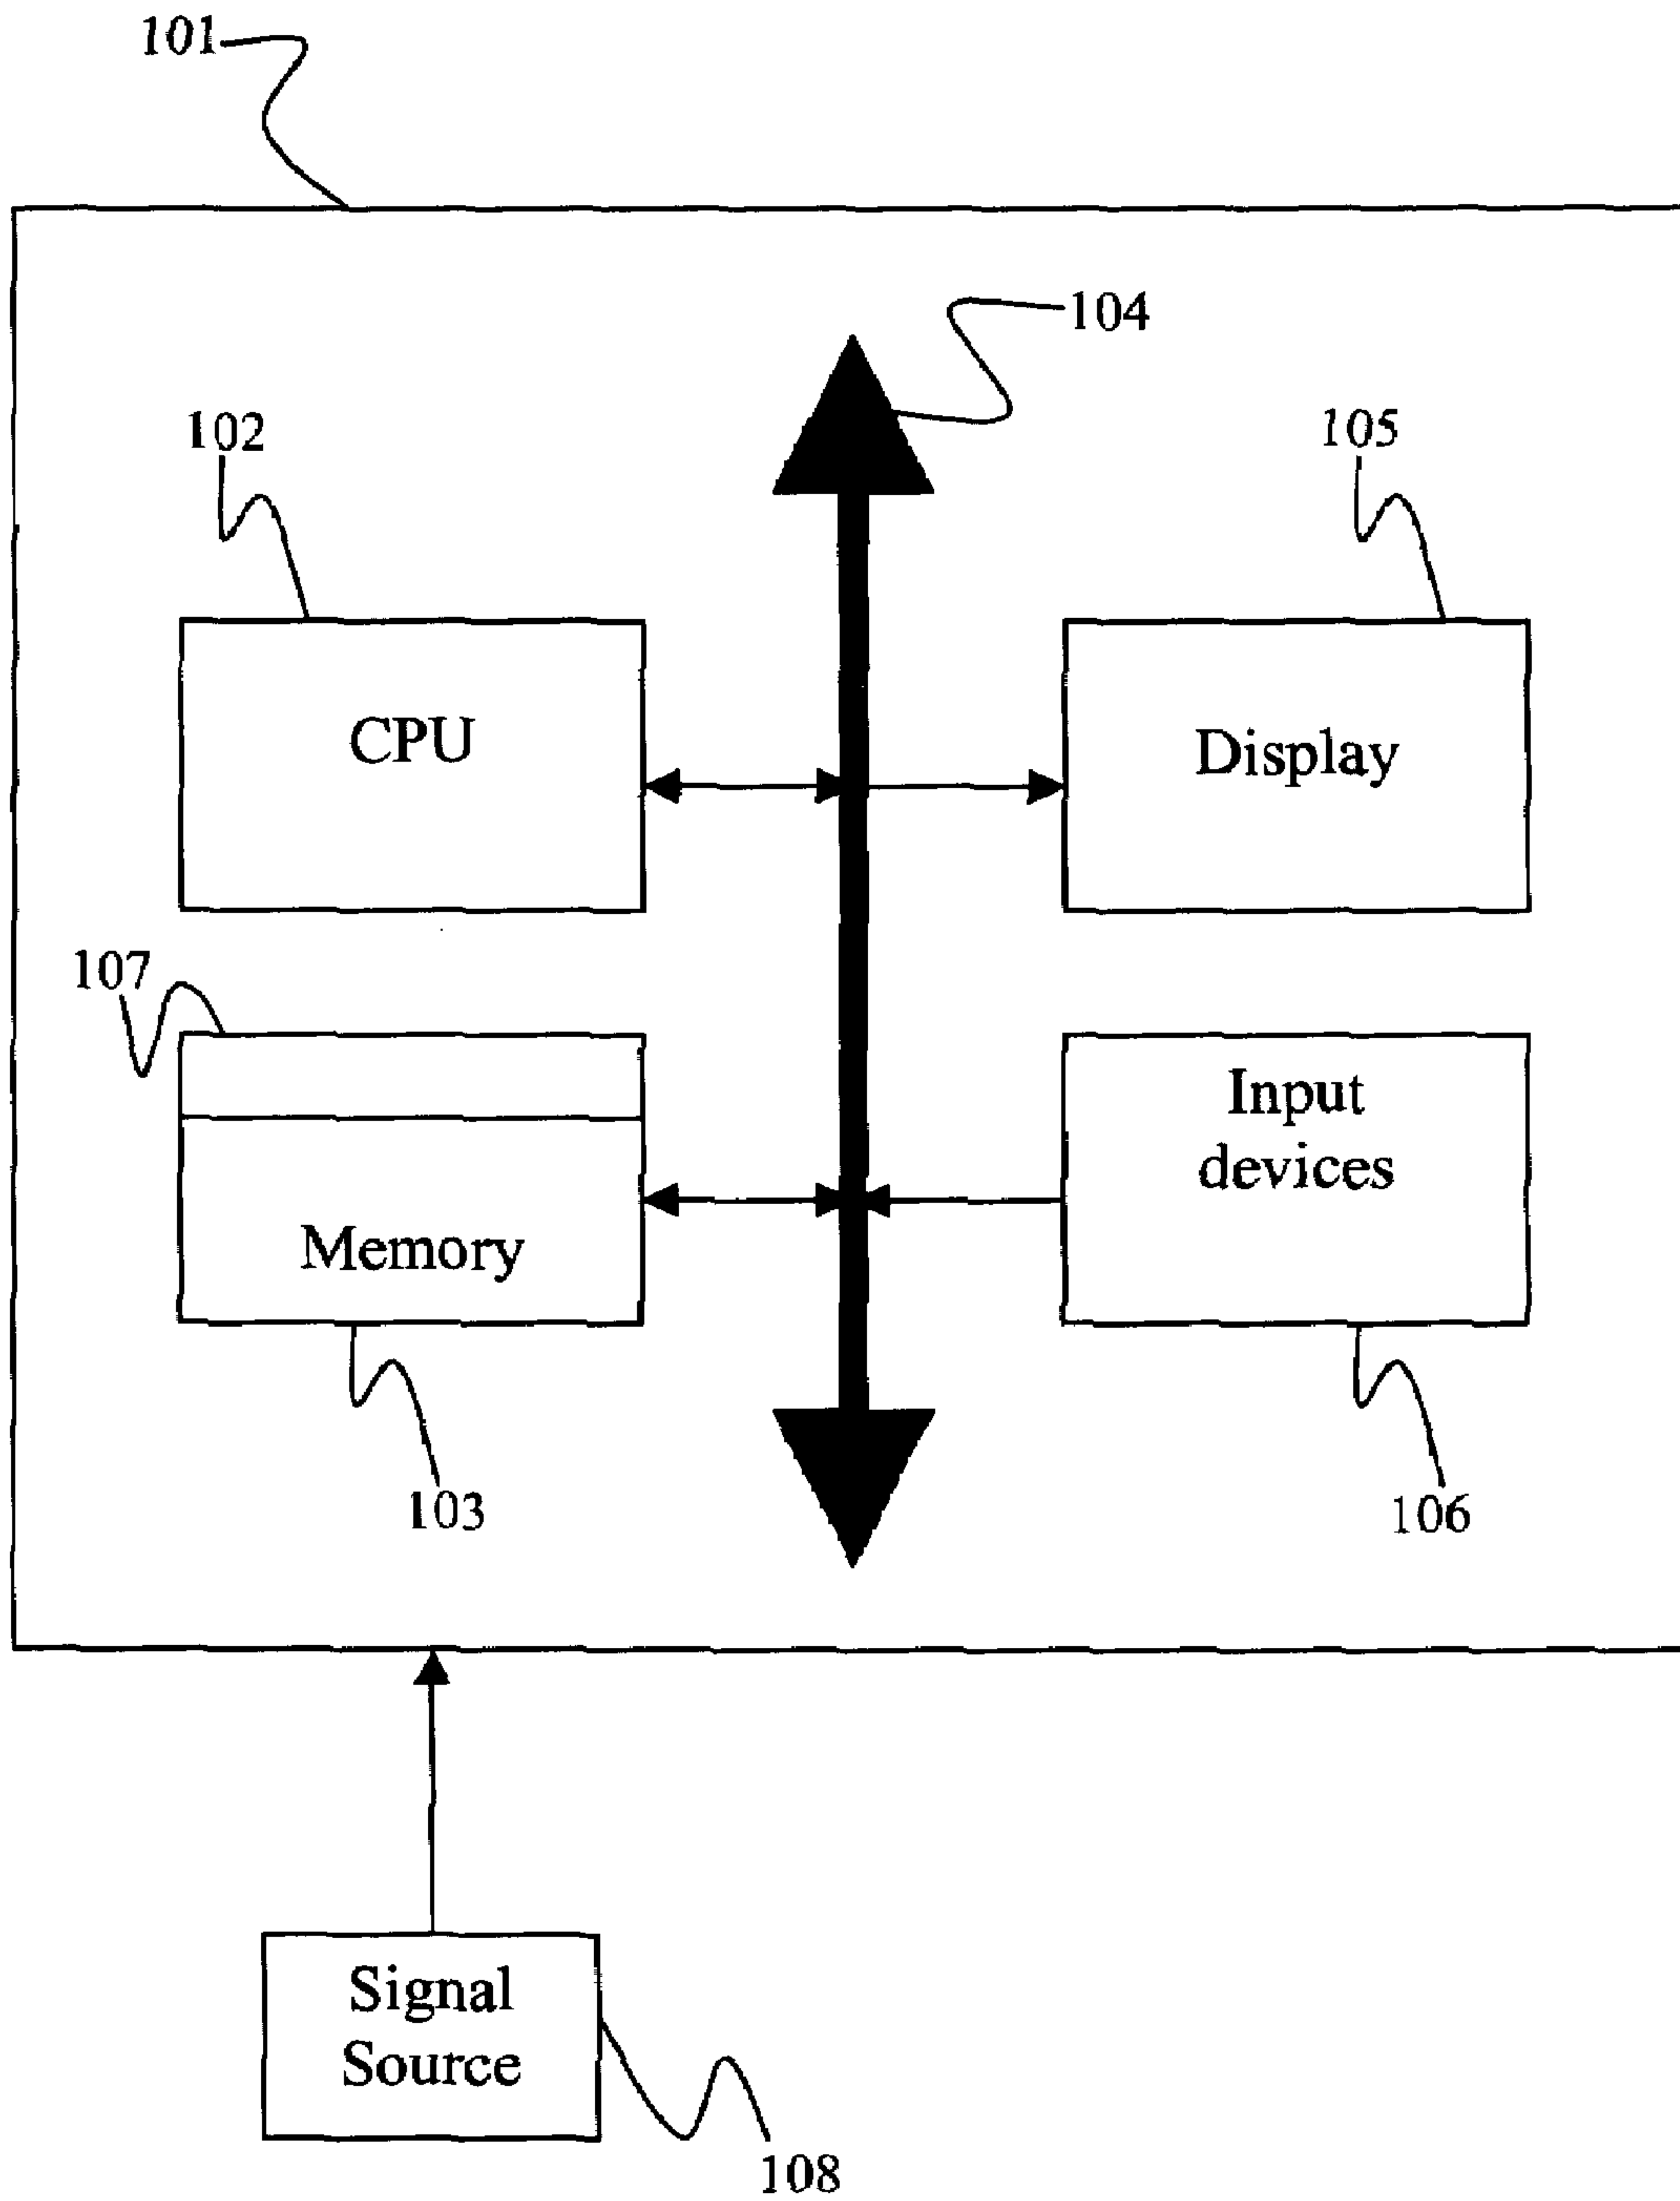 101
104
102
105
CPU
Display
107
Input
devices
Memory
103
106
Signal
Source
108